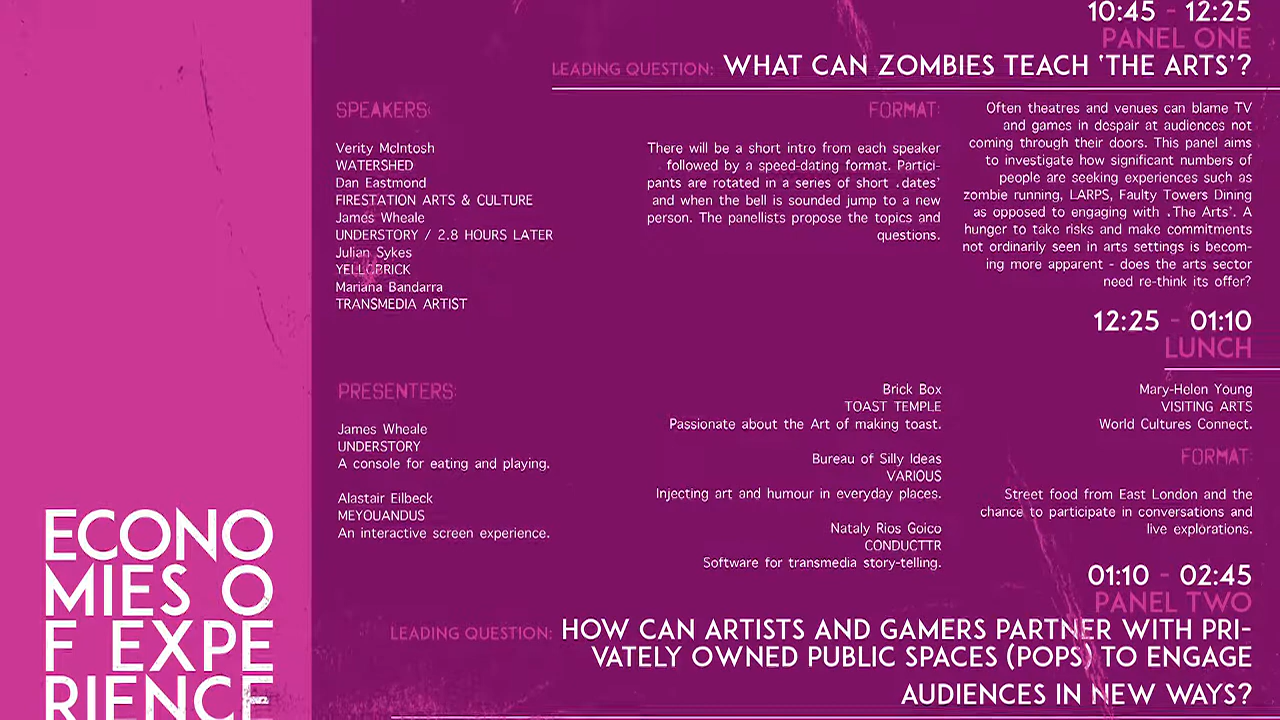 10:45 - 12:25
PANEL ONE
LEADING QUESTION: WHAT CAN ZOMBIES TEACH ‘THE ARTS’?
SPEAKERS:
Verity McIntosh
WATERSHED
Dan Eastmond
FIRESTATION ARTS & CULTURE
James Wheale
UNDERSTORY / 2.8 HOURS LATER
Julian Sykes
YELLOBRICK
Mariana Bandarra
TRANSMEDIA ARTIST
FORMAT:
There will be a short intro from each speaker
followed by a speed-dating format. Partici-
pants are rotated in a series of short ‚dates’
and when the bell is sounded jump to a new
person. The panellists propose the topics and
questions.
Often theatres and venues can blame TV
and games in despair at audiences not
coming through their doors. This panel aims
to investigate how significant numbers of
people are seeking experiences such as
zombie running, LARPS, Faulty Towers Dining
as opposed to engaging with ‚The Arts’. A
hunger to take risks and make commitments
not ordinarily seen in arts settings is becom-
ing more apparent - does the arts sector
need re-think its offer?
12:25 - 01:10
LUNCH
PRESENTERS:
James Wheale
UNDERSTORY
A console for eating and playing.
Alastair Eilbeck
MEYOUANDUS
An interactive screen experience.
Brick Box
TOAST TEMPLE
Passionate about the Art of making toast.
Bureau of Silly Ideas
VARIOUS
Injecting art and humour in everyday places.
Nataly Rios Goico
CONDUCTTR
Software for transmedia story-telling.
Mary-Helen Young
VISITING ARTS
World Cultures Connect.
FORMAT:
Street food from East London and the
chance to participate in conversations and
live explorations.
01:10 - 02:45
PANEL TWO
LEADING QUESTION: HOW CAN ARTISTS AND GAMERS PARTNER WITH PRI-
VATELY OWNED PUBLIC SPACES (POPS) TO ENGAGE
AUDIENCES IN NEW WAYS?
ECONO
MIES O
F EXPE
RIENCE